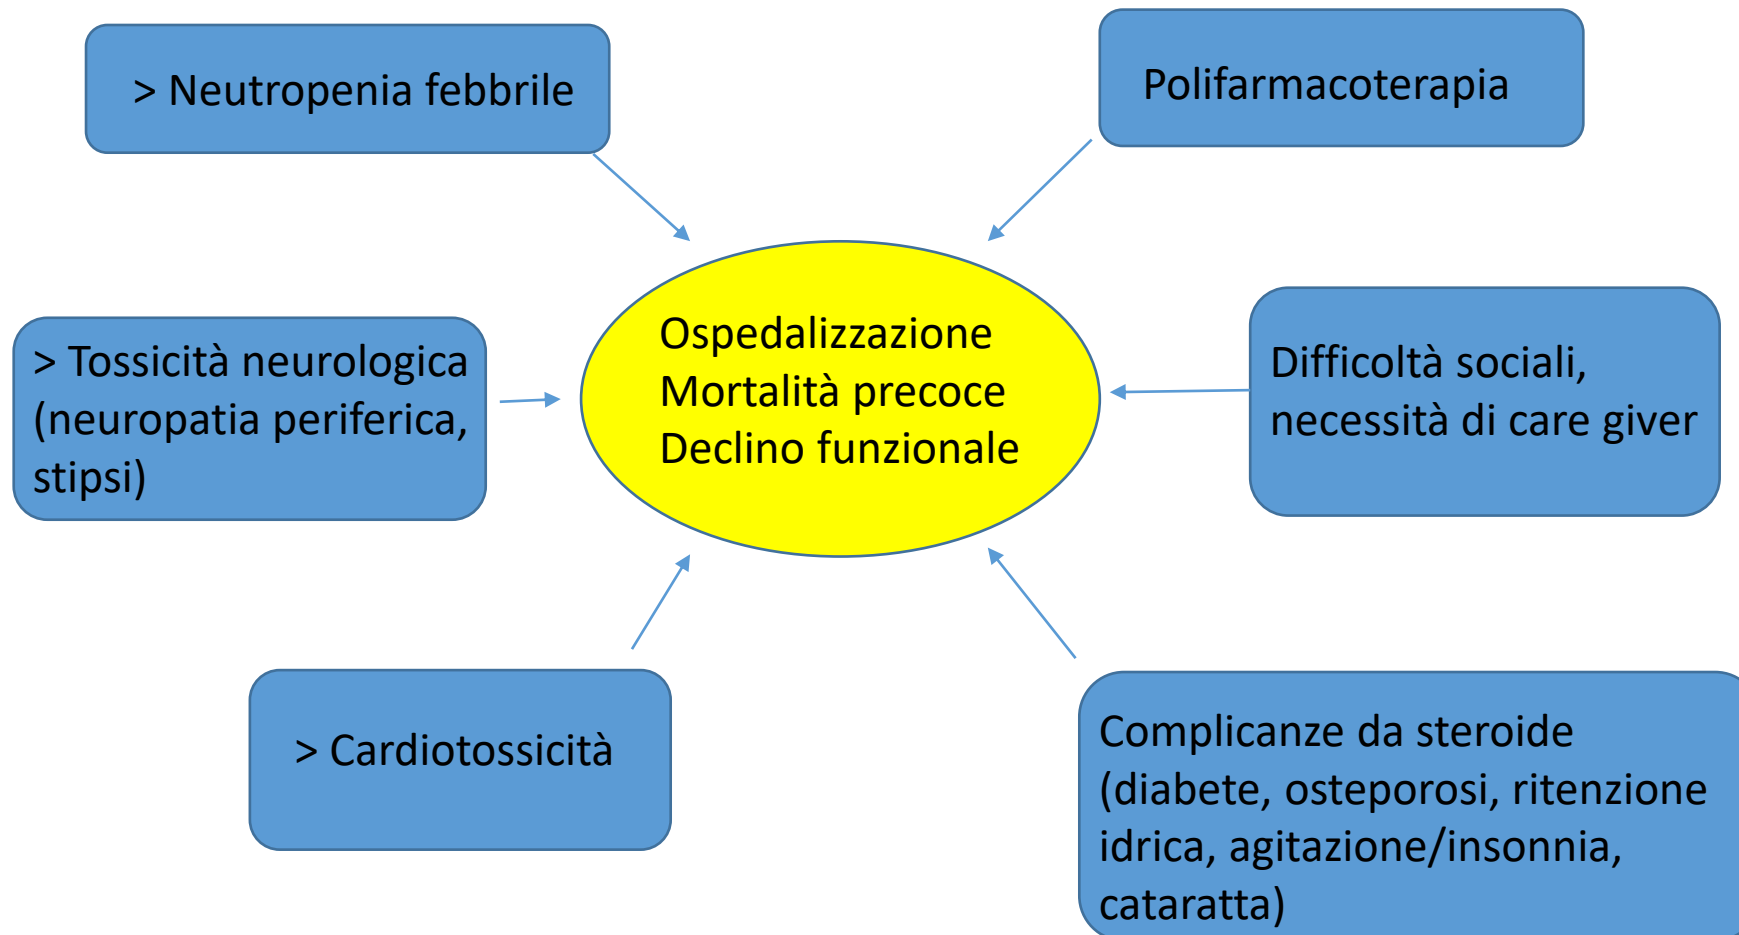 > Neutropenia febbrile
Polifarmacoterapia
Ospedalizzazione
Mortalità precoce
Declino funzionale
> Tossicità neurologica
(neuropatia periferica,
stipsi)
Difficoltà sociali,
necessità di care giver
> Cardiotossicità
Complicanze da steroide
(diabete, osteporosi, ritenzione
idrica, agitazione/insonnia,
cataratta)